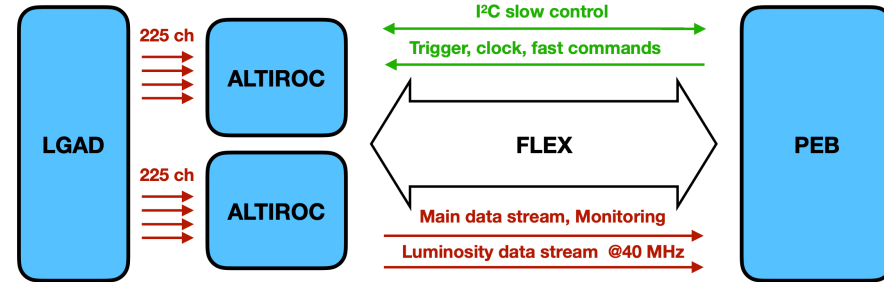 I²C slow control
225 ch
Trigger, clock, fast commands
ALTIROC
LGAD
FLEX
PEB
225 ch
ALTIROC
Main data stream, Monitoring
Luminosity data stream @40 MHz